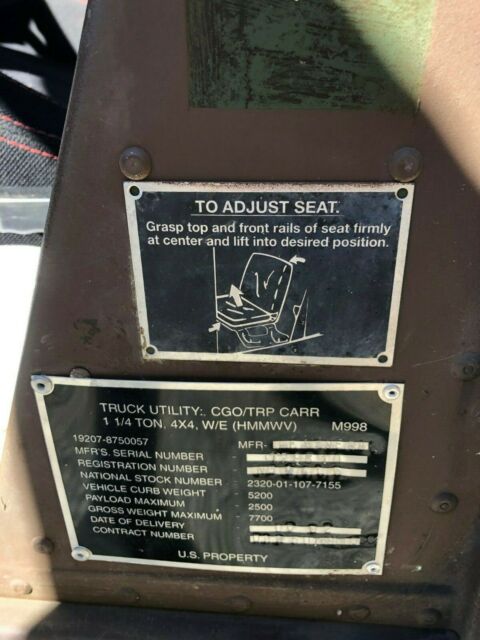 TO ADJUST SEAT.
Grasp top and front rails of seat firmly
at center and lift into desired position.
TRUCK UTILITY:. CGO/TRP CARR
1 1/4 TON. 4X4, W/E (HMMWV) M998
19207-8750057 MFR-
MFR'S. SERIAL NUMBER -
REGISTRATION NUMBER -
NATIONAL STOCK NUMBER - 2320-01-107-7155
VEHICLE CURB WEIGHT - 5200
PAYLOAD MAXIMUM - 2500
GROSS WEIGHT MAXIMUM - 7700
DATE OF DELIVERY -
CONTRACT NUMBER -
U.S. PROPERTY